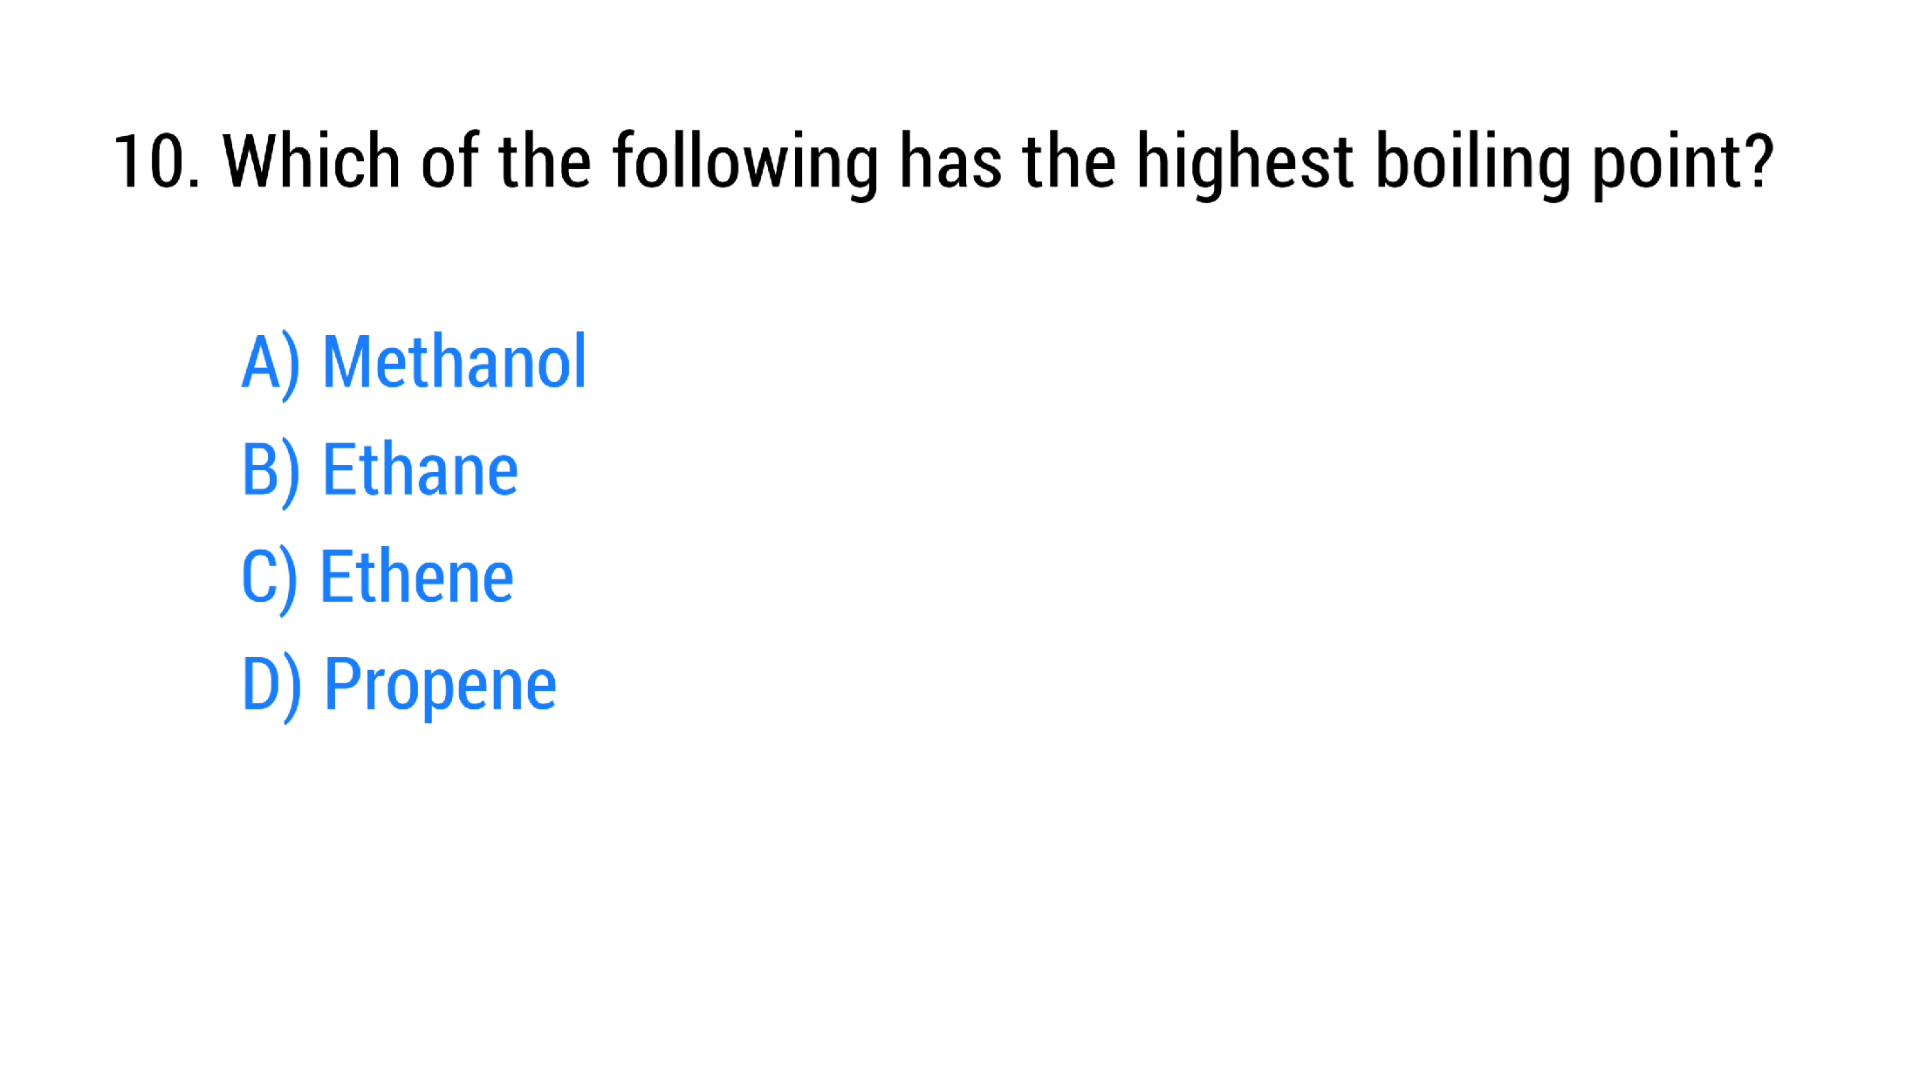 10. Which of the following has the highest boiling point?
A) Methanol
B) Ethane
C) Ethene
D) Propene